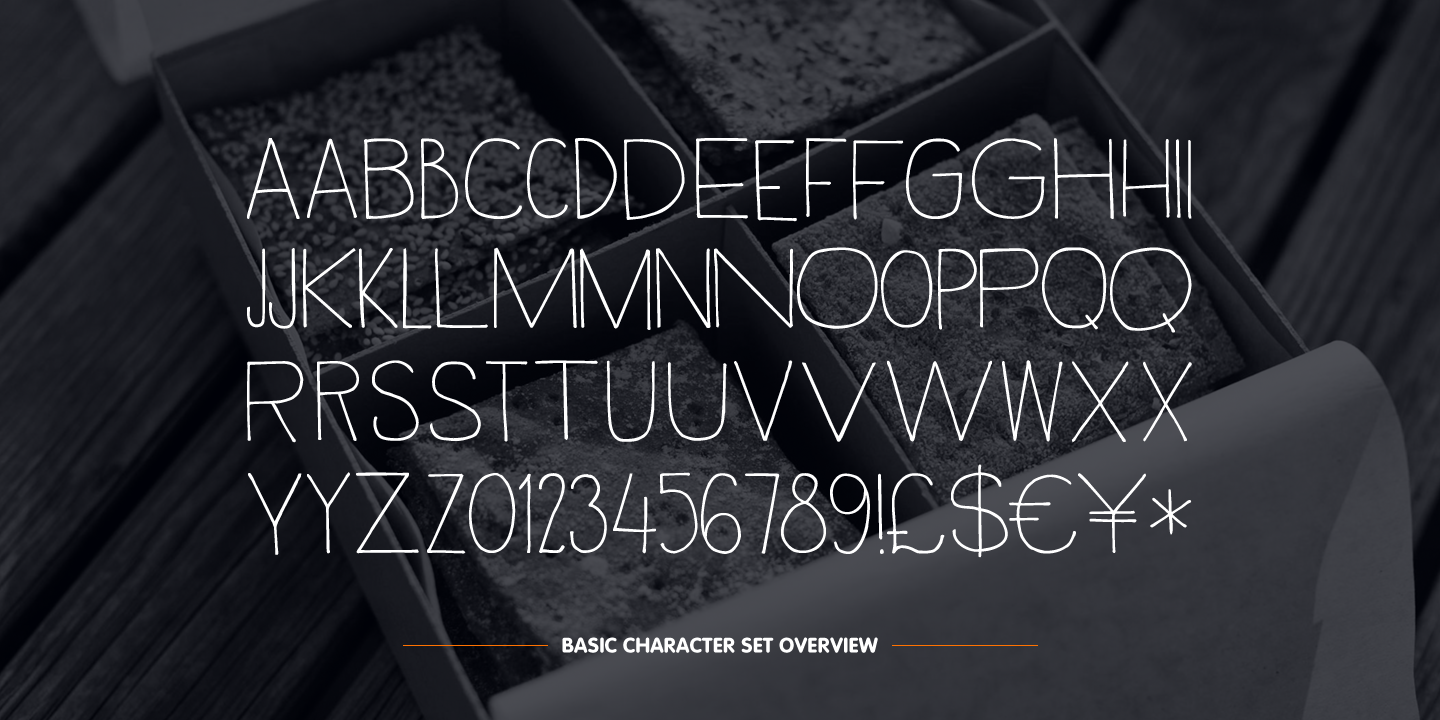 AABBCCDDEEFFGGHHII
JJKKLLMMNNOOPPQQ
RRSSTTUUVVWWXX
YYZZ0123456789!£$€¥*
BASIC CHARACTER SET OVERVIEW